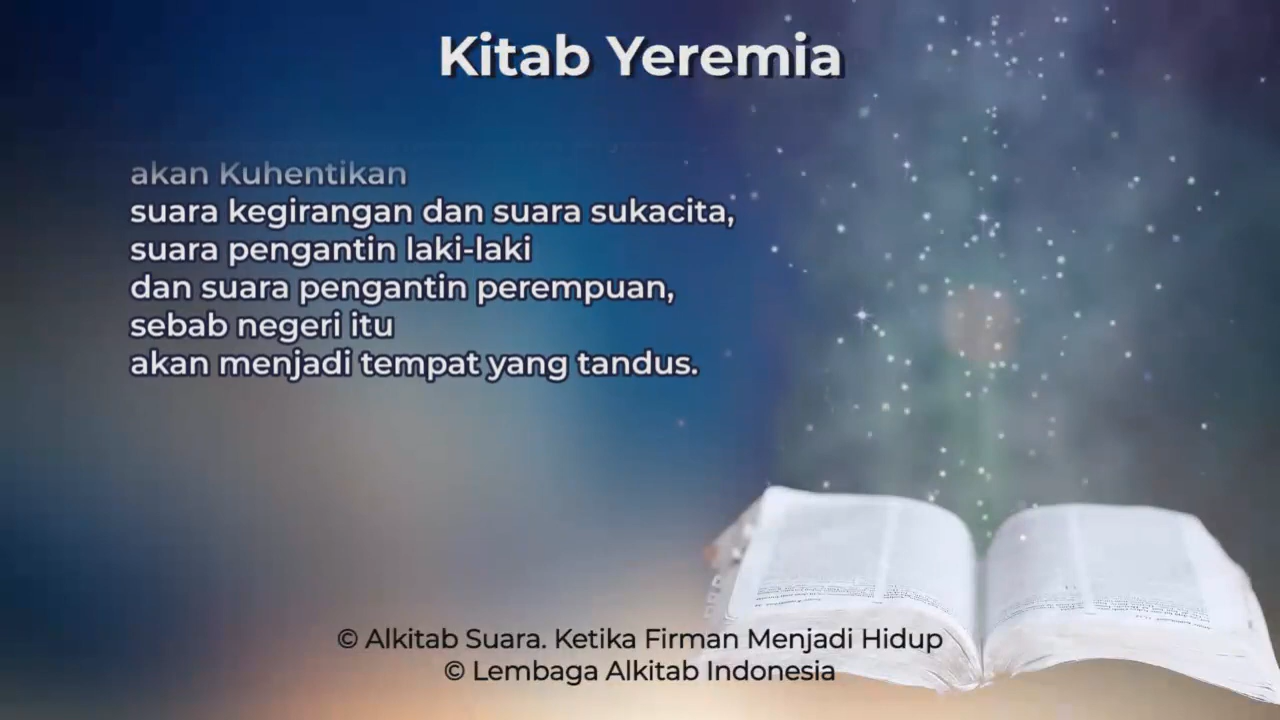 Kitab Yeremia
akan Kuhentikan
suara kegirangan dan suara sukacita,
suara pengantin laki-laki
dan suara pengantin perempuan,
sebab negeri itu
akan menjadi tempat yang tandus.
© Alkitab Suara. Ketika Firman Menjadi Hidup
© Lembaga Alkitab Indonesia